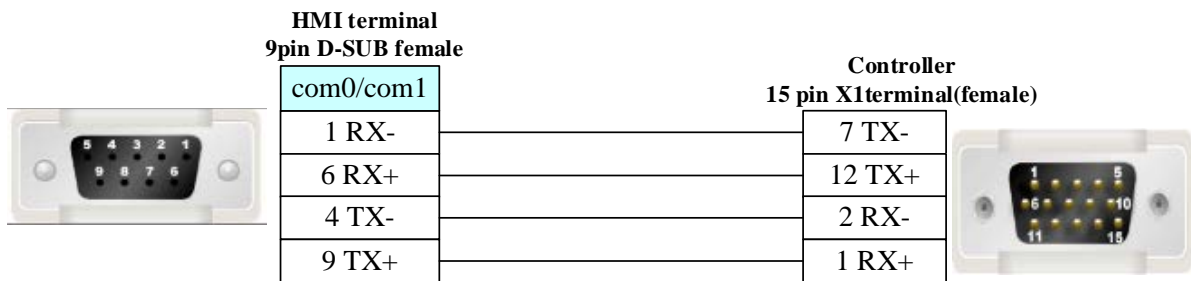 HMI terminal
9pin D-SUB female
Controller
15 pin X1terminal(female)
com0/com1
1 RX-
7 TX-
6 RX+
12 TX+
4 TX-
2 RX-
9 TX+
1 RX+
5 4 3 2 1
9 8 7 6
1 5
6 10
11 15